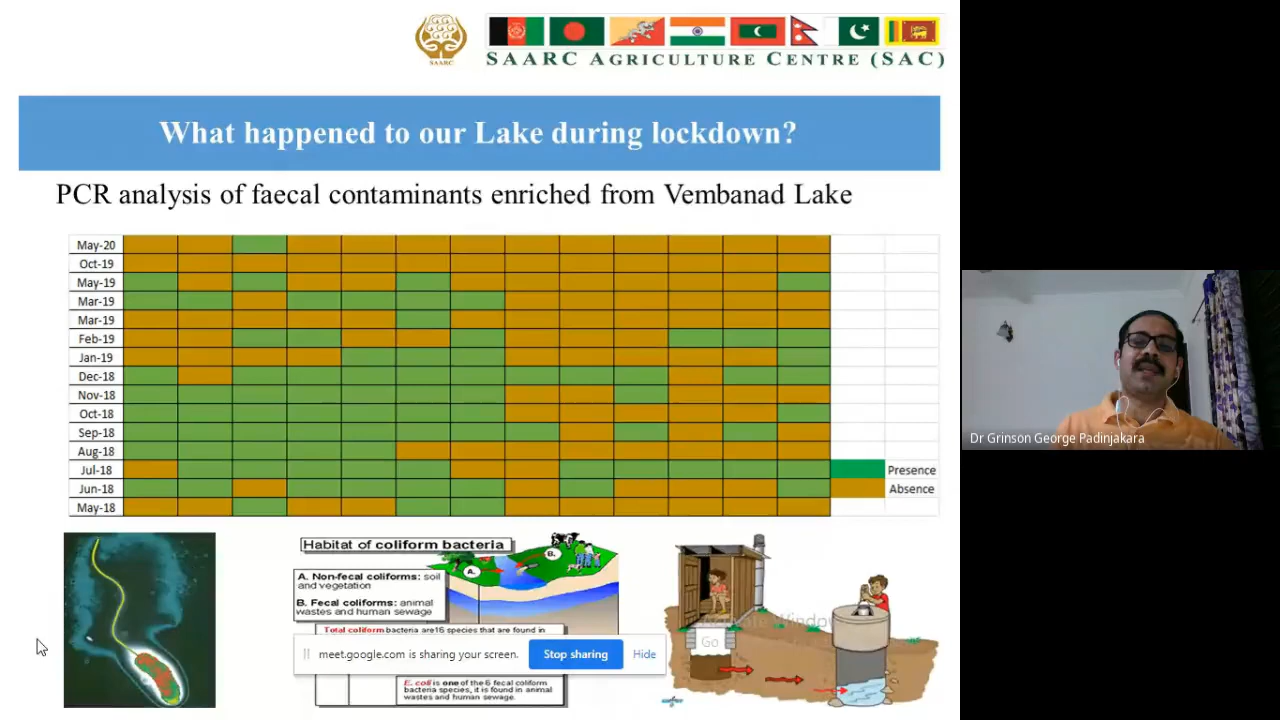 SAARC
SAARC AGRICULTURE CENTRE (SAC)
What happened to our Lake during lockdown?
PCR analysis of faecal contaminants enriched from Vembanad Lake
May-20
Oct-19
May-19
Mar-19
Mar-19
Feb-19
Jan-19
Dec-18
Nov-18
Oct-18
Sep-18
Aug-18
Jul-18
Presence
Jun-18
Absence
May-18
Dr Grinson George Padinjakara
Habitat of coliform bacteria
A.
B.
A. Non-fecal coliforms: soil
and vegetation
B. Fecal coliforms: animal
wastes and human sewage
Total coliform bacteria are 16 species that are found in
meet.google.com is sharing your screen.
Stop sharing
Hide
E. coli is one of the 6 fecal coliform
bacteria species, it is found in animal
wastes and human sewage.
Go